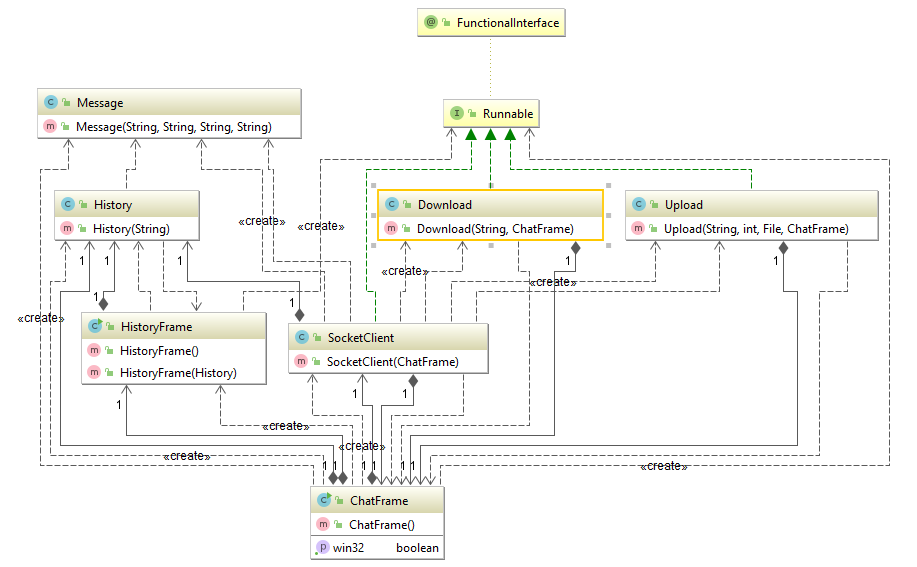 @ FunctionalInterface
I Runnable
C Message
m Message(String, String, String, String)
C History
m History(String)
C Download
m Download(String, ChatFrame)
C Upload
m Upload(String, int, File, ChatFrame)
«create»
«create»
1
1
1
1
1
«create»
«create»
1
1
«create»
C HistoryFrame
m HistoryFrame()
m HistoryFrame(History)
C SocketClient
m SocketClient(ChatFrame)
1
1
1
«create»
«create»
«create»
1
1
1
1
1
1
«create»
C ChatFrame
m ChatFrame()
p win32 boolean